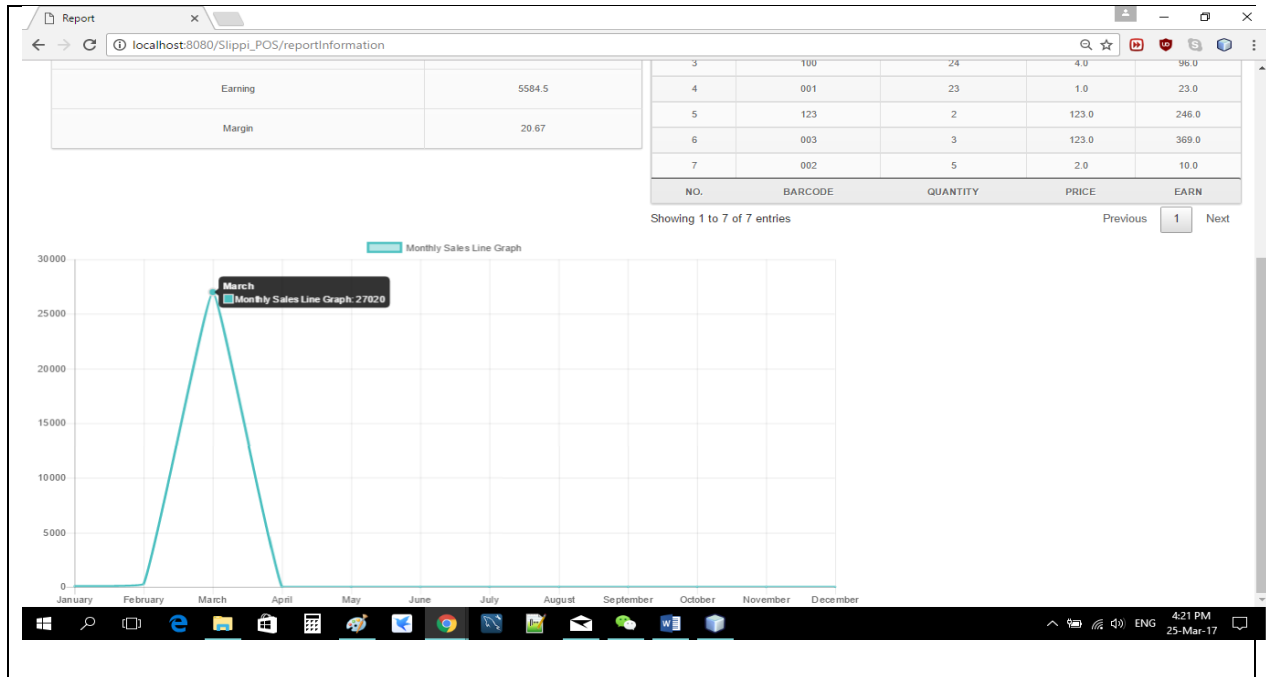 Report
localhost:8080/Slippi_POS/reportInformation
Earning 5584.5
Margin 20.67
3 100 24 4.0 96.0
4 001 23 1.0 23.0
5 123 2 123.0 246.0
6 003 3 123.0 369.0
7 002 5 2.0 10.0
NO. BARCODE QUANTITY PRICE EARN
Showing 1 to 7 of 7 entries
Previous 1 Next
Monthly Sales Line Graph
30000
25000
20000
15000
10000
5000
0
March
Monthly Sales Line Graph: 27020
January February March April May June July August September October November December
ENG
4:21 PM
25-Mar-17